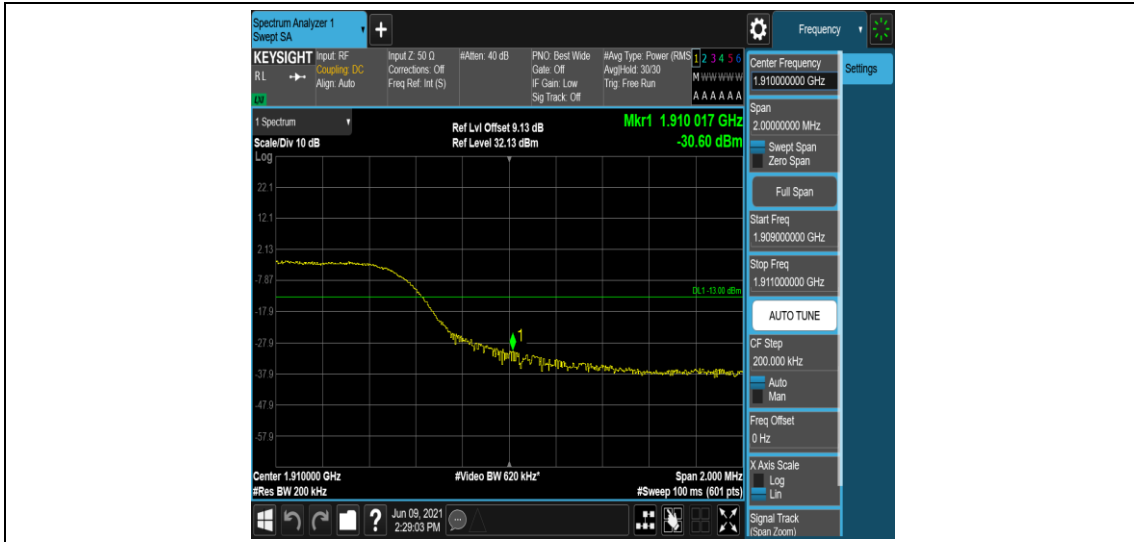 Spectrum Analyzer 1
Swept SA
+
Frequency
KEYSIGHT
RL
Input: RF
Coupling: DC
Align: Auto
Input Z: 50 Ω
Corrections: Off
Freq Ref: Int (S)
#Atten: 40 dB
PNO: Best Wide
Gate: Off
IF Gain: Low
Sig Track: Off
#Avg Type: Power (RMS
Avg|Hold: 30/30
Trig: Free Run
1 2 3 4 5 6
M W W W W W
A A A A A A
1 Spectrum
Scale/Div 10 dB
Log
Ref Lvl Offset 9.13 dB
Ref Level 32.13 dBm
Mkr1 1.910 017 GHz
-30.60 dBm
22.1
12.1
2.13
-7.87
-17.9
-27.9
-37.9
-47.9
-57.9
DL1 -13.00 dBm
1
Center 1.910000 GHz
#Res BW 200 kHz
#Video BW 620 kHz*
Span 2.000 MHz
#Sweep 100 ms (601 pts)
Center Frequency
1.910000000 GHz
Settings
Span
2.00000000 MHz
Swept Span
Zero Span
Full Span
Start Freq
1.909000000 GHz
Stop Freq
1.911000000 GHz
AUTO TUNE
CF Step
200.000 kHz
Auto
Man
Freq Offset
0 Hz
X Axis Scale
Log
Lin
Signal Track
(Span Zoom)
?
Jun 09, 2021
2:29:03 PM